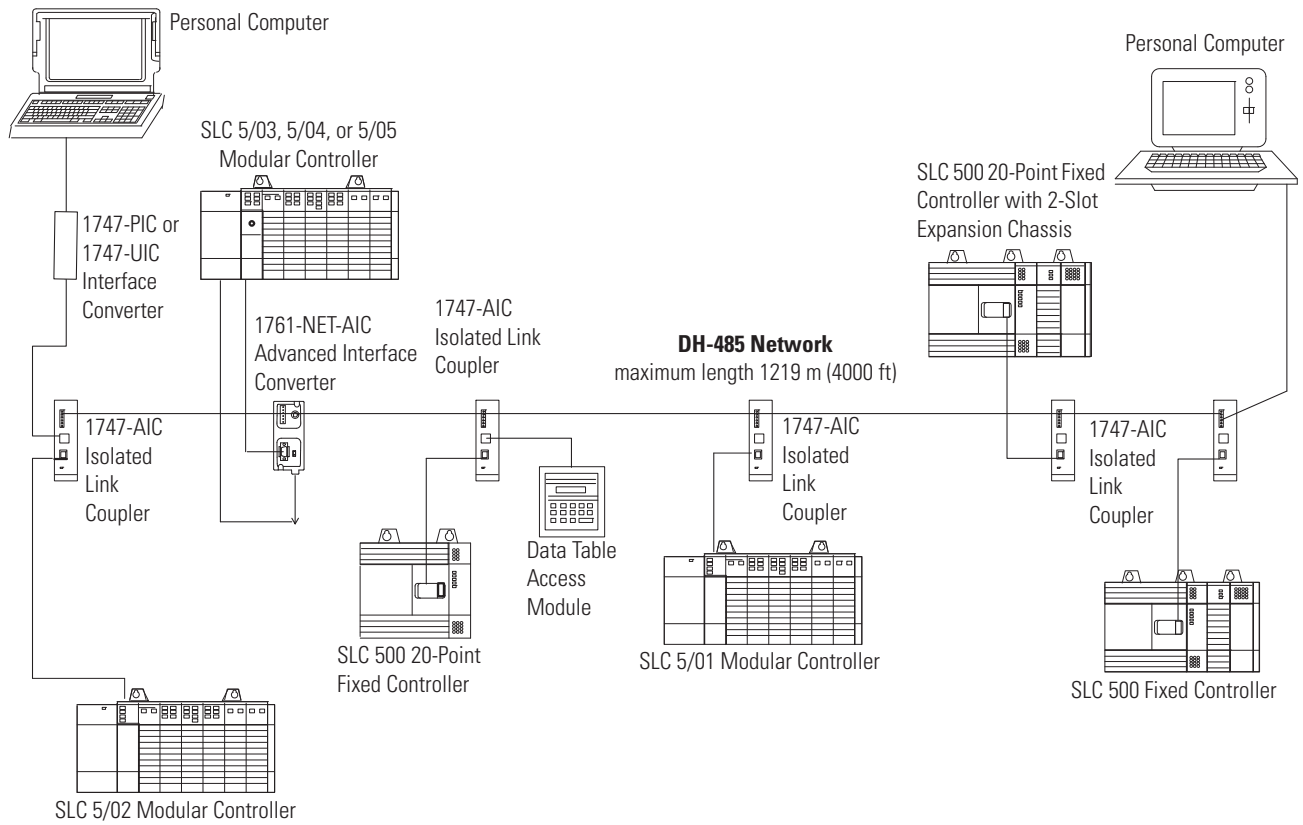 Personal Computer
Personal Computer
SLC 5/03, 5/04, or 5/05
Modular Controller
SLC 500 20-Point Fixed
Controller with 2-Slot
Expansion Chassis
1747-PIC or
1747-UIC
Interface
Converter
1761-NET-AIC
Advanced Interface
Converter
1747-AIC
Isolated Link
Coupler
DH-485 Network
maximum length 1219 m (4000 ft)
1747-AIC
Isolated
Link
Coupler
1747-AIC
Isolated
Link
Coupler
1747-AIC
Isolated
Link
Coupler
Data Table
Access
Module
SLC 500 20-Point
Fixed Controller
SLC 5/01 Modular Controller
SLC 500 Fixed Controller
SLC 5/02 Modular Controller